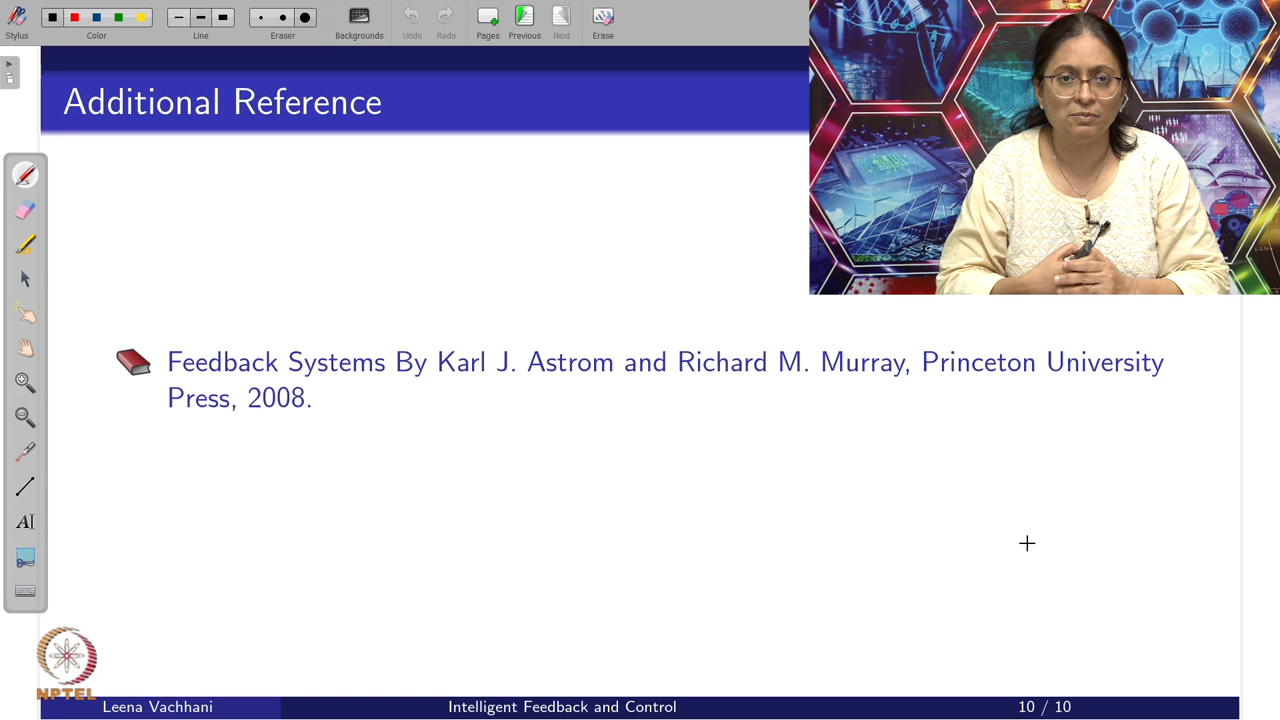 Stylus
Color
Line
Eraser
Backgrounds
Undo
Redo
Pages
Previous
Next
Erase
Additional Reference
Feedback Systems By Karl J. Astrom and Richard M. Murray, Princeton University
Press, 2008.
NPTEL
Leena Vachhani
Intelligent Feedback and Control
10 / 10